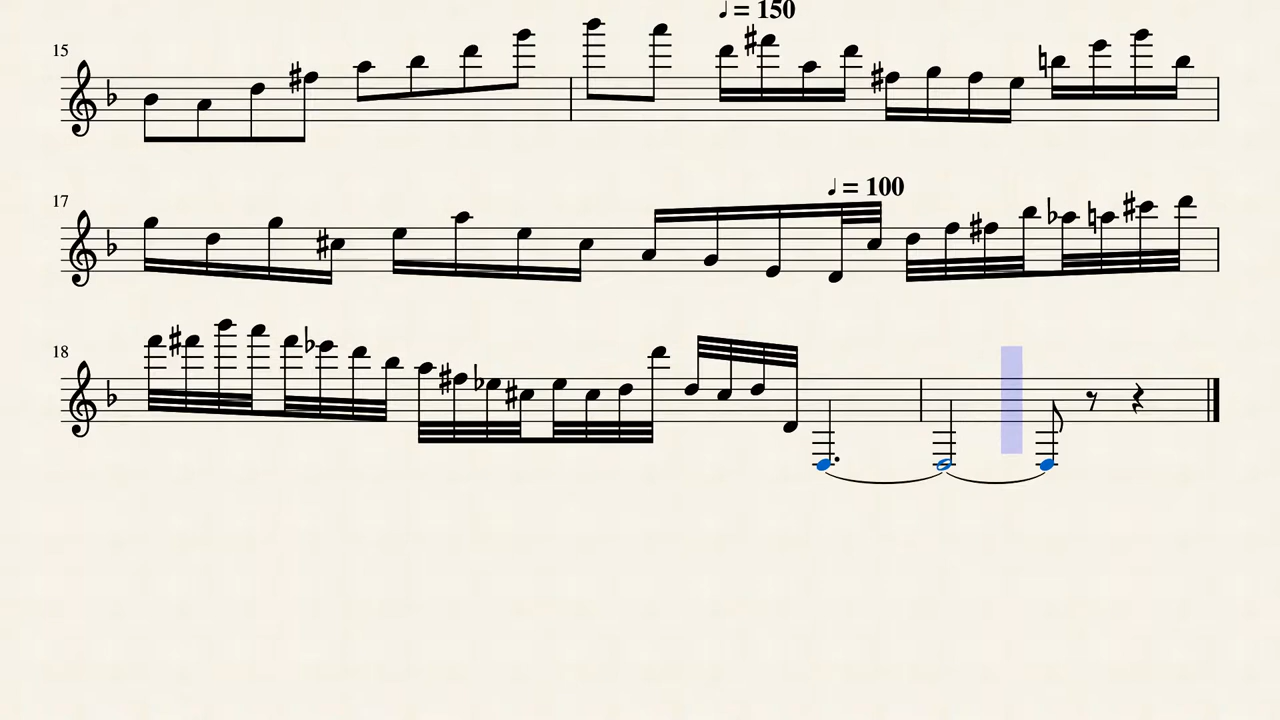 ♩ = 150
15
♩ = 100
17
18